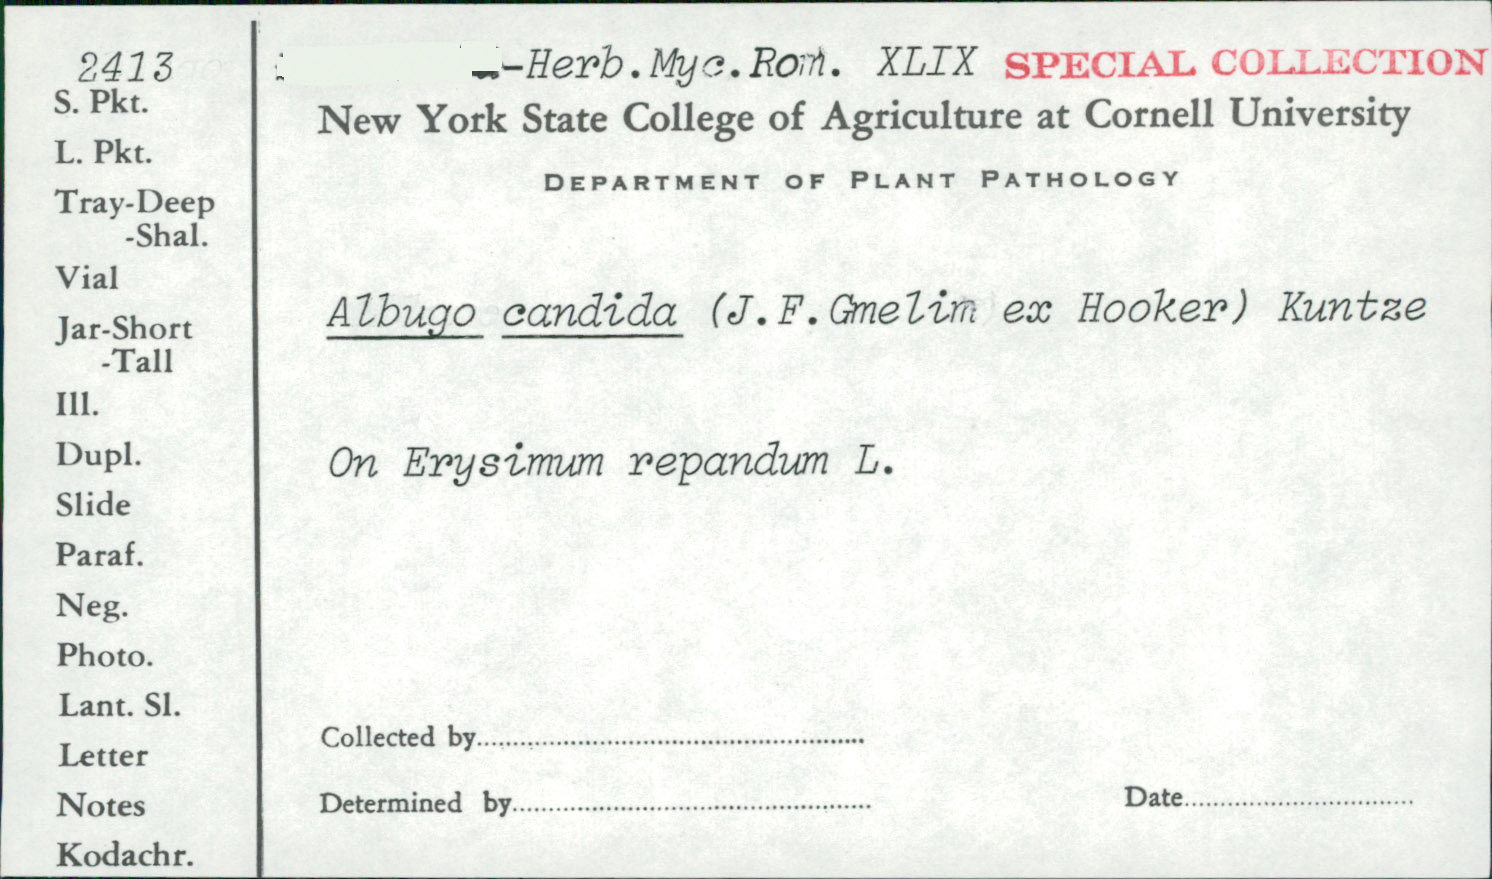 2413
-Herb.Myc.Rom. XLIX SPECIAL COLLECTION
New York State College of Agriculture at Cornell University
DEPARTMENT OF PLANT PATHOLOGY
S. Pkt.
L. Pkt.
Tray-Deep
-Shal.
Vial
Jar-Short
-Tall
Ill.
Dupl.
Slide
Paraf.
Neg.
Photo.
Lant. Sl.
Letter
Notes
Kodachr.
Albugo candida (J.F.Gmelin ex Hooker) Kuntze
On Erysimum repandum L.
Collected by
Determined by
Date